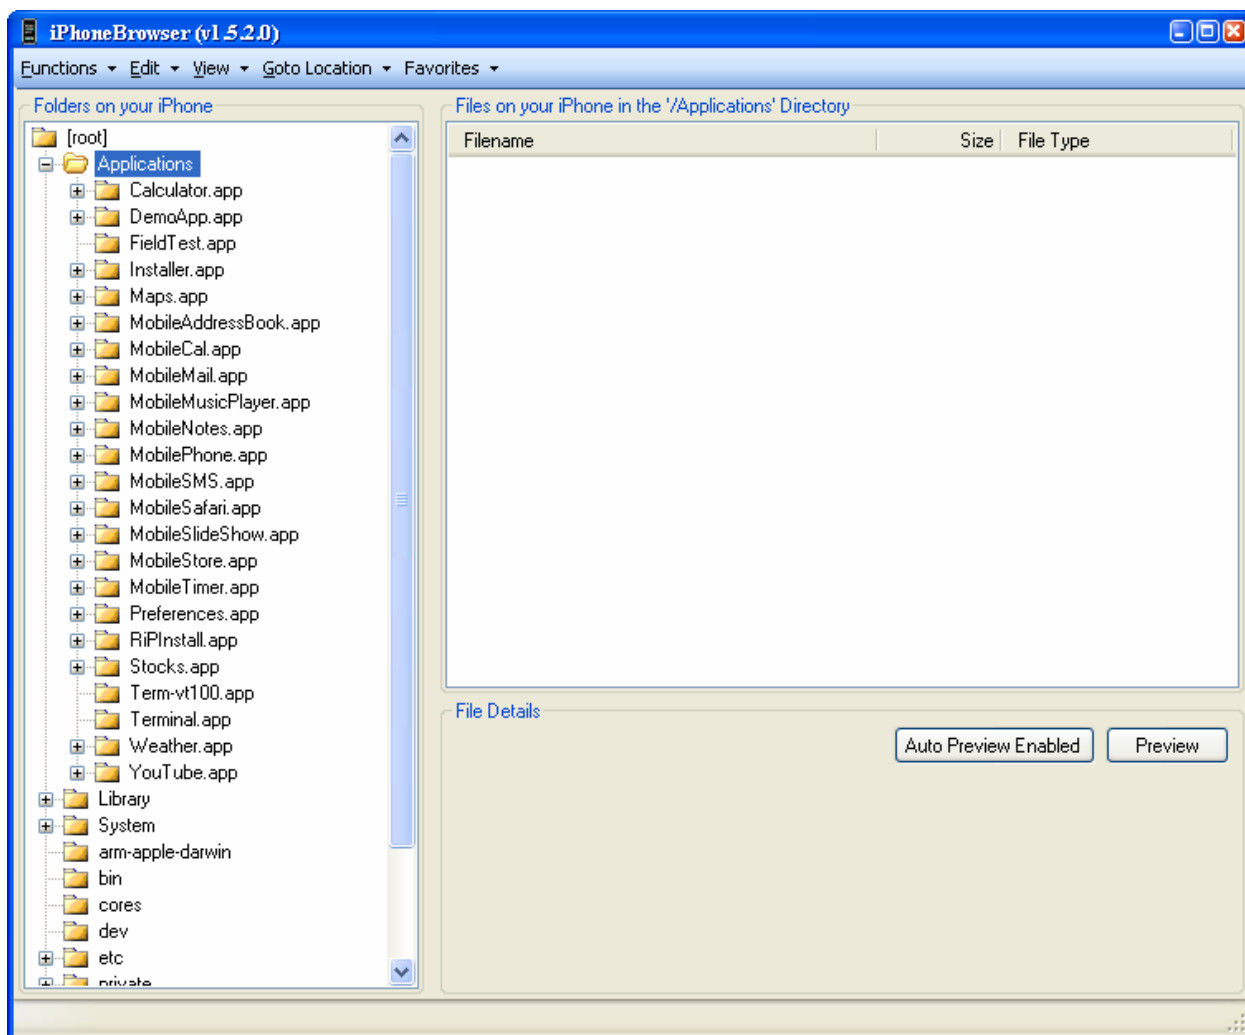 iPhoneBrowser (v1.5.2.0)
Functions Edit View Goto Location Favorites
Folders on your iPhone
[root]
Applications
Calculator.app
DemoApp.app
FieldTest.app
Installer.app
Maps.app
MobileAddressBook.app
MobileCal.app
MobileMail.app
MobileMusicPlayer.app
MobileNotes.app
MobilePhone.app
MobileSMS.app
MobileSafari.app
MobileSlideShow.app
MobileStore.app
MobileTimer.app
Preferences.app
RiPInstall.app
Stocks.app
Term-vt100.app
Terminal.app
Weather.app
YouTube.app
Library
System
arm-apple-darwin
bin
cores
dev
etc
private
Files on your iPhone in the '/Applications' Directory
Filename Size File Type
File Details
Auto Preview Enabled Preview